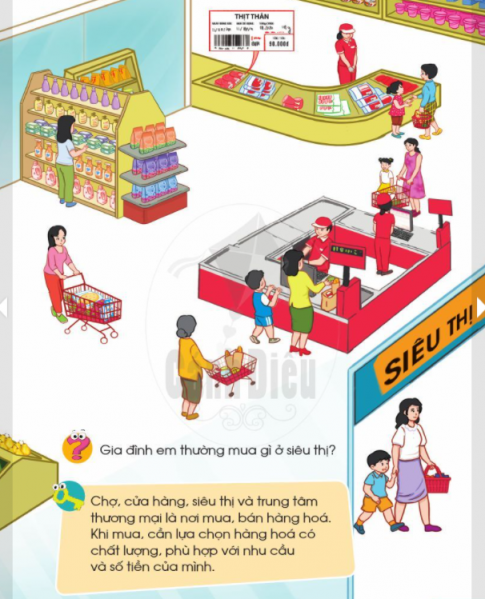 THỊT THĂN
SIÊU THỊ
Cánh Diều
Gia đình em thường mua gì ở siêu thị?
Chợ, cửa hàng, siêu thị và trung tâm
thương mại là nơi mua, bán hàng hoá.
Khi mua, cần lựa chọn hàng hoá có
chất lượng, phù hợp với nhu cầu
và số tiền của mình.